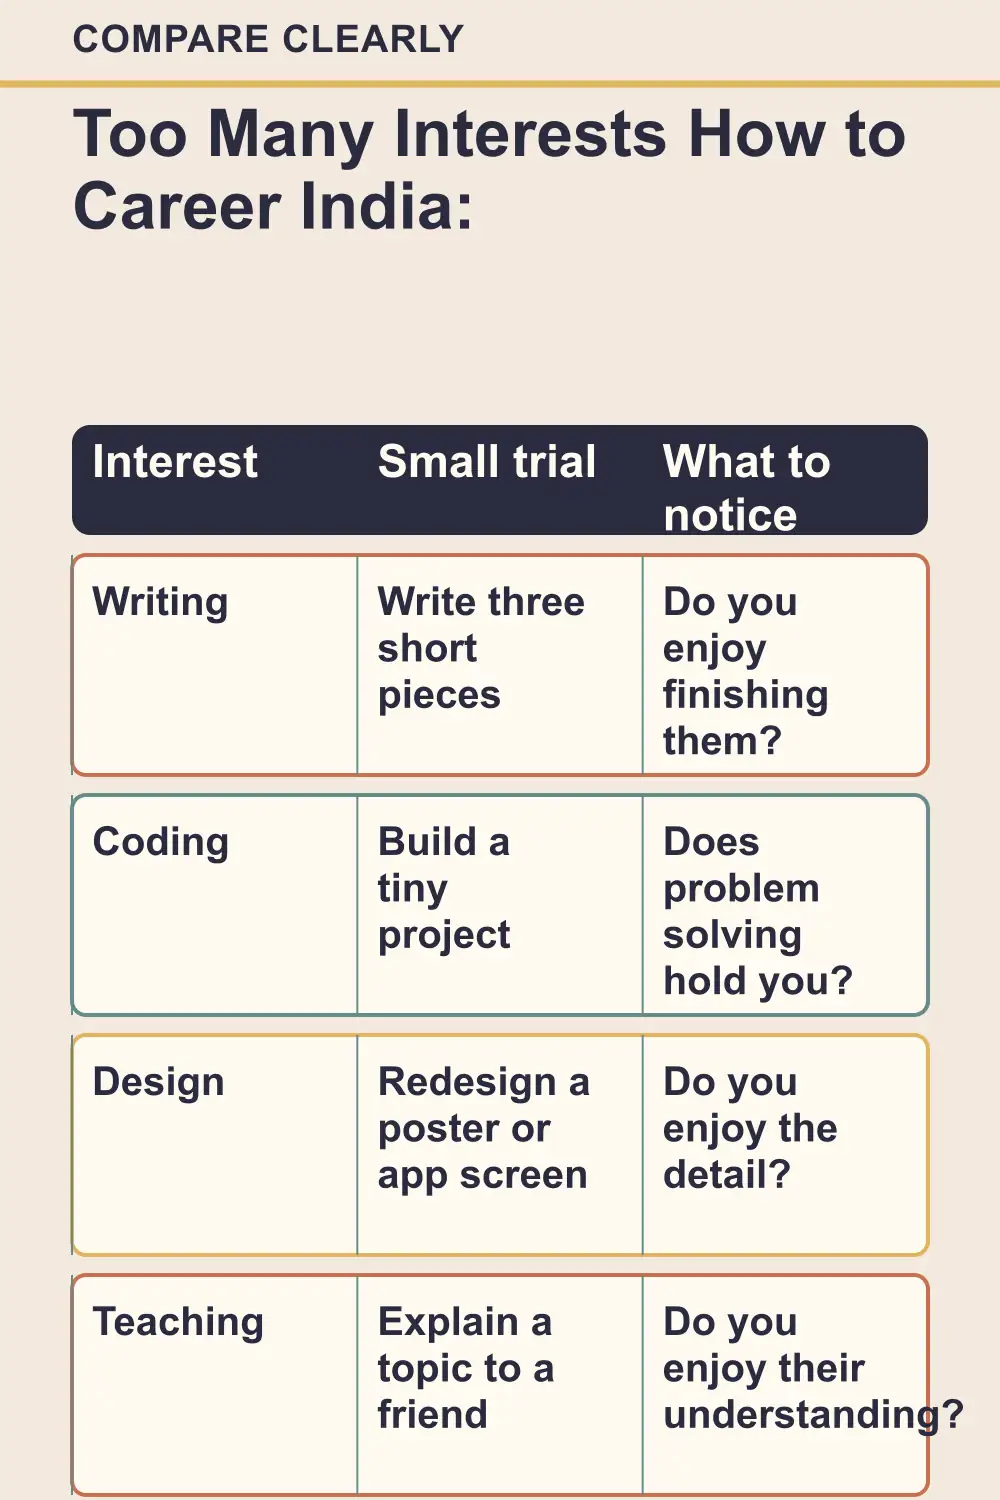 COMPARE CLEARLY
Too Many Interests How to
Career India:
Interest
Small trial
What to
notice
Writing
Write three
short
pieces
Do you
enjoy
finishing
them?
Coding
Build a
tiny
project
Does
problem
solving
hold you?
Design
Redesign a
poster or
app screen
Do you
enjoy the
detail?
Teaching
Explain a
topic to a
friend
Do you
enjoy their
understanding?